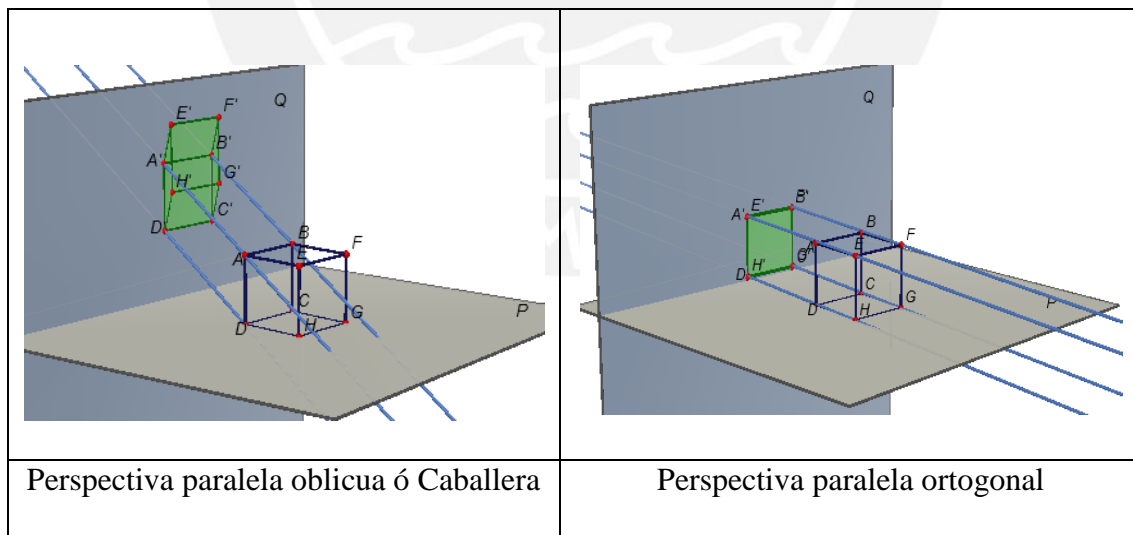 Q
E'
F'
B'
A'
G'
H'
C'
D
B
A
E
F
C
D
H
G
P
Q
E'
B'
A'
H'
D
B
F
A
E
C
D
H
G
P
Perspectiva paralela oblicua ó Caballera
Perspectiva paralela ortogonal